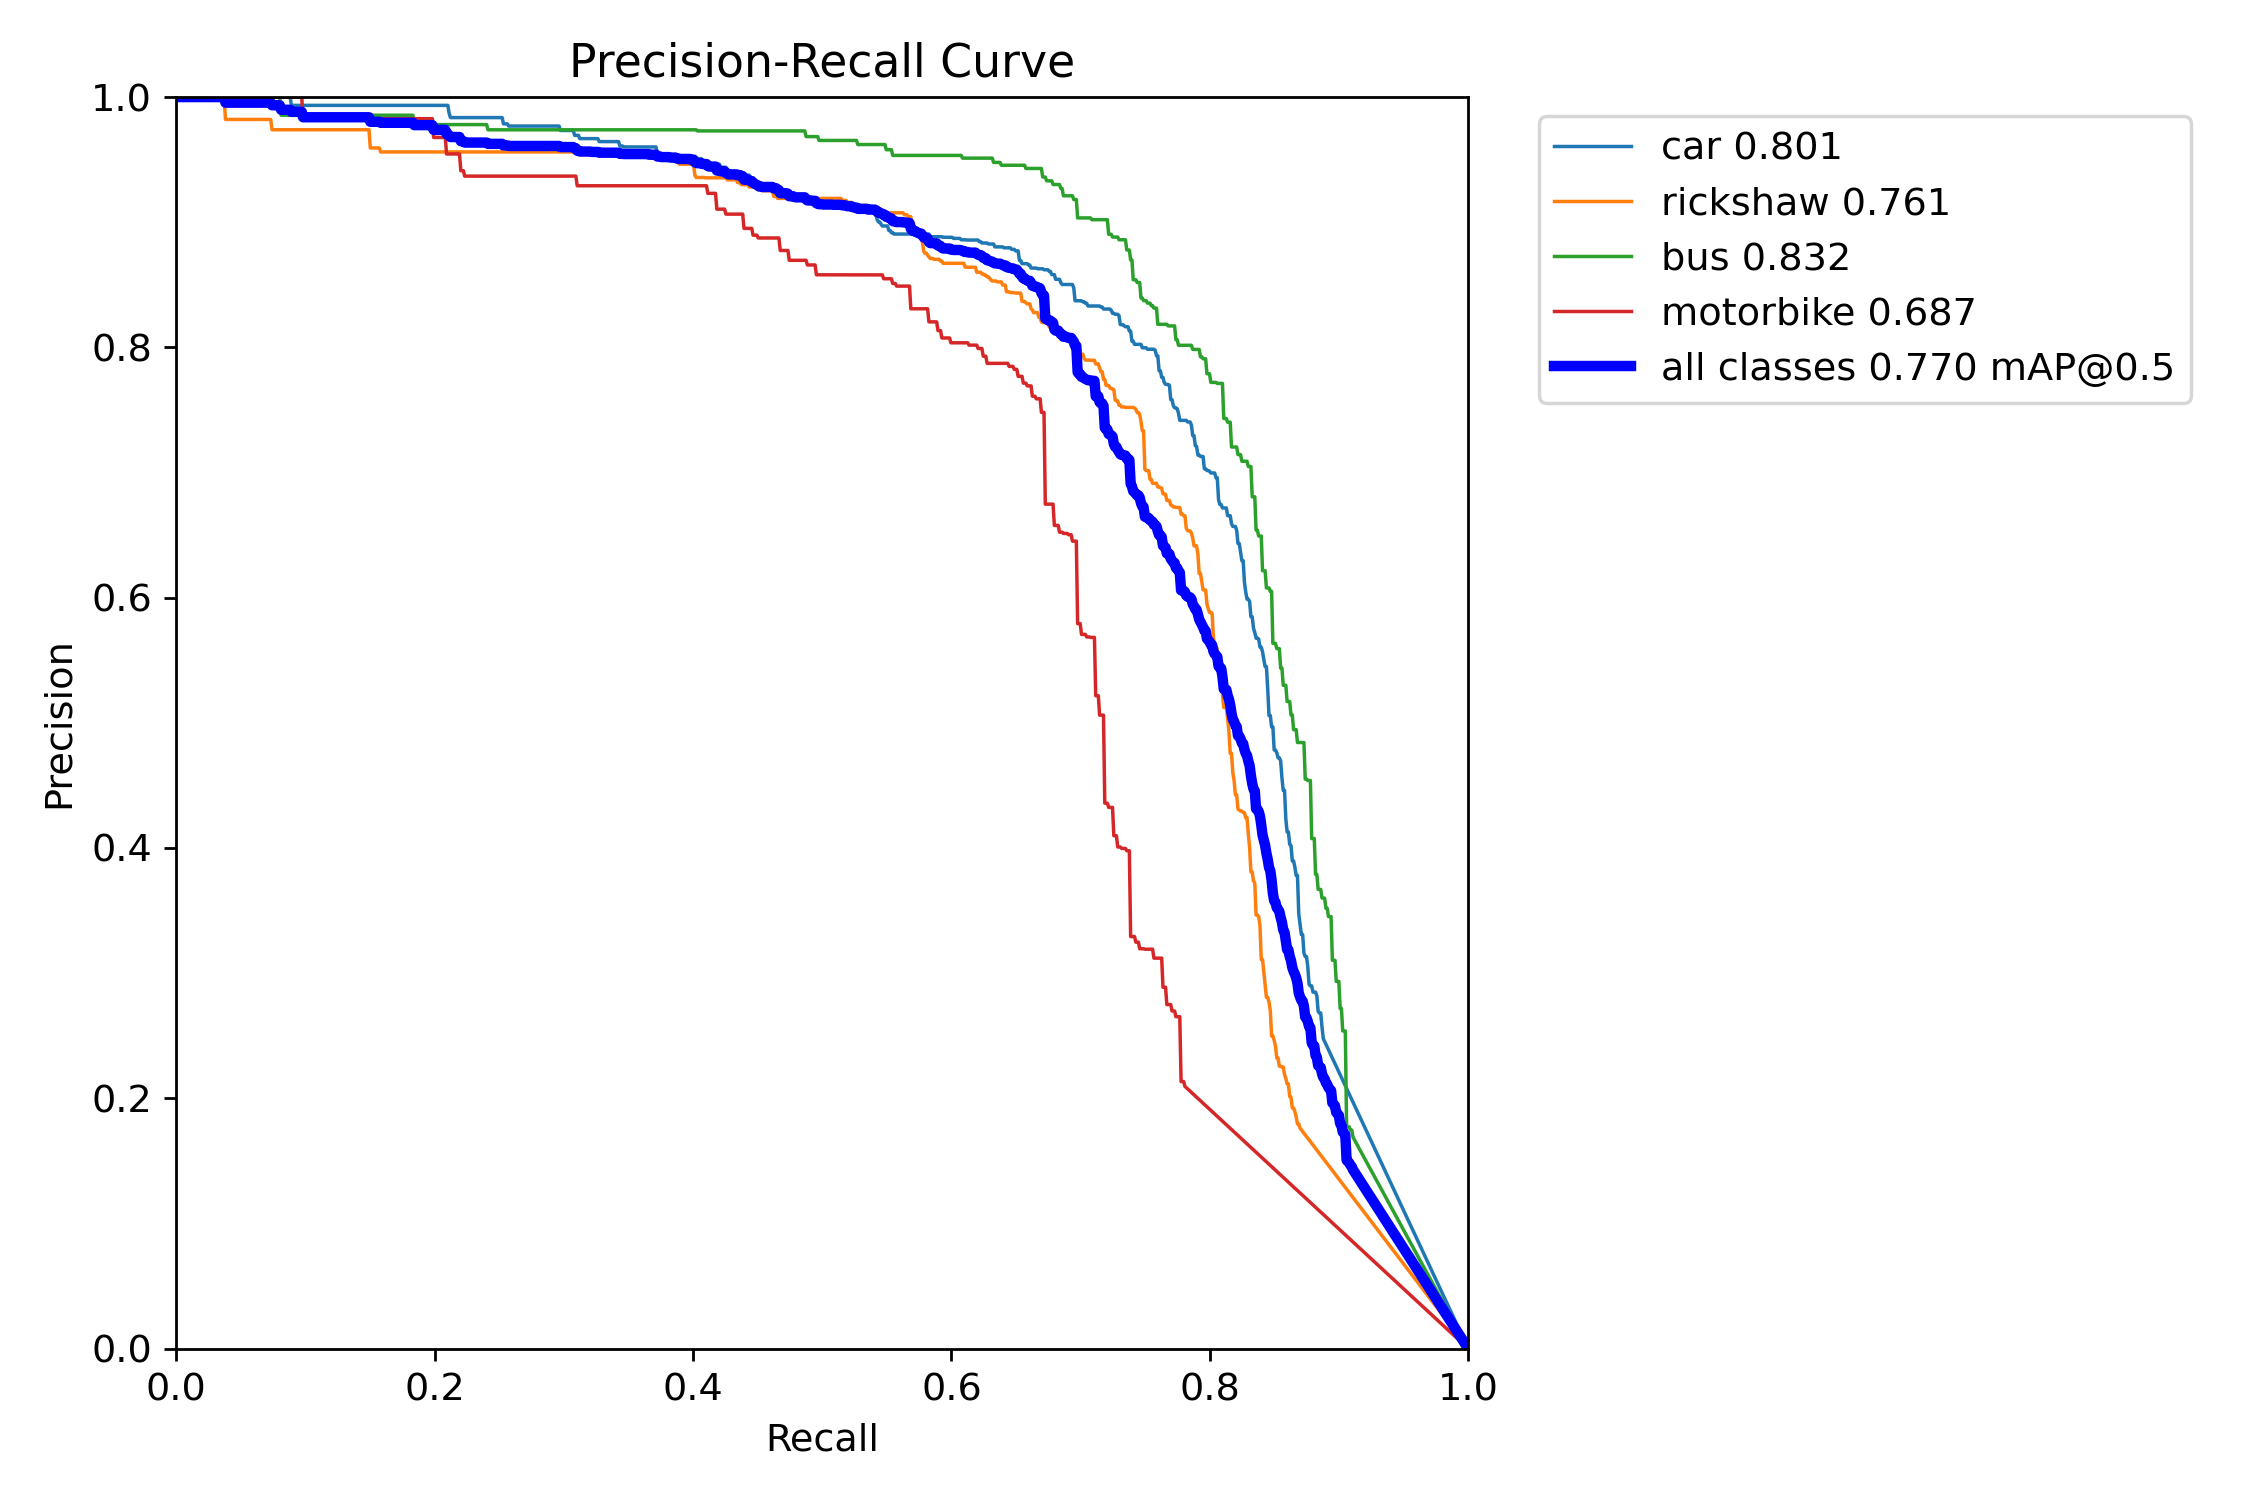 Precision-Recall Curve
1.0
0.8
0.6
0.4
0.2
0.0
Precision
0.0 0.2 0.4 0.6 0.8 1.0
Recall
car 0.801
rickshaw 0.761
bus 0.832
motorbike 0.687
all classes 0.770 mAP@0.5